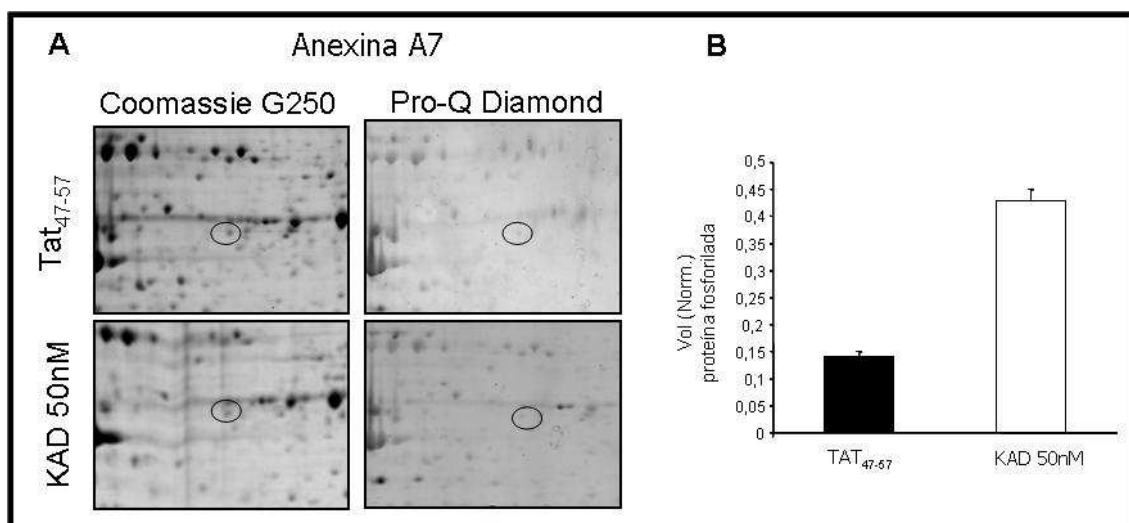 A
Anexina A7
Coomassie G250
Pro-Q Diamond
Tat47-57
KAD 50nM
B
Vol (Norm.)
proteína fosforilada
0,5
0,45
0,4
0,35
0,3
0,25
0,2
0,15
0,1
0,05
0
TAT47-57
KAD 50nM